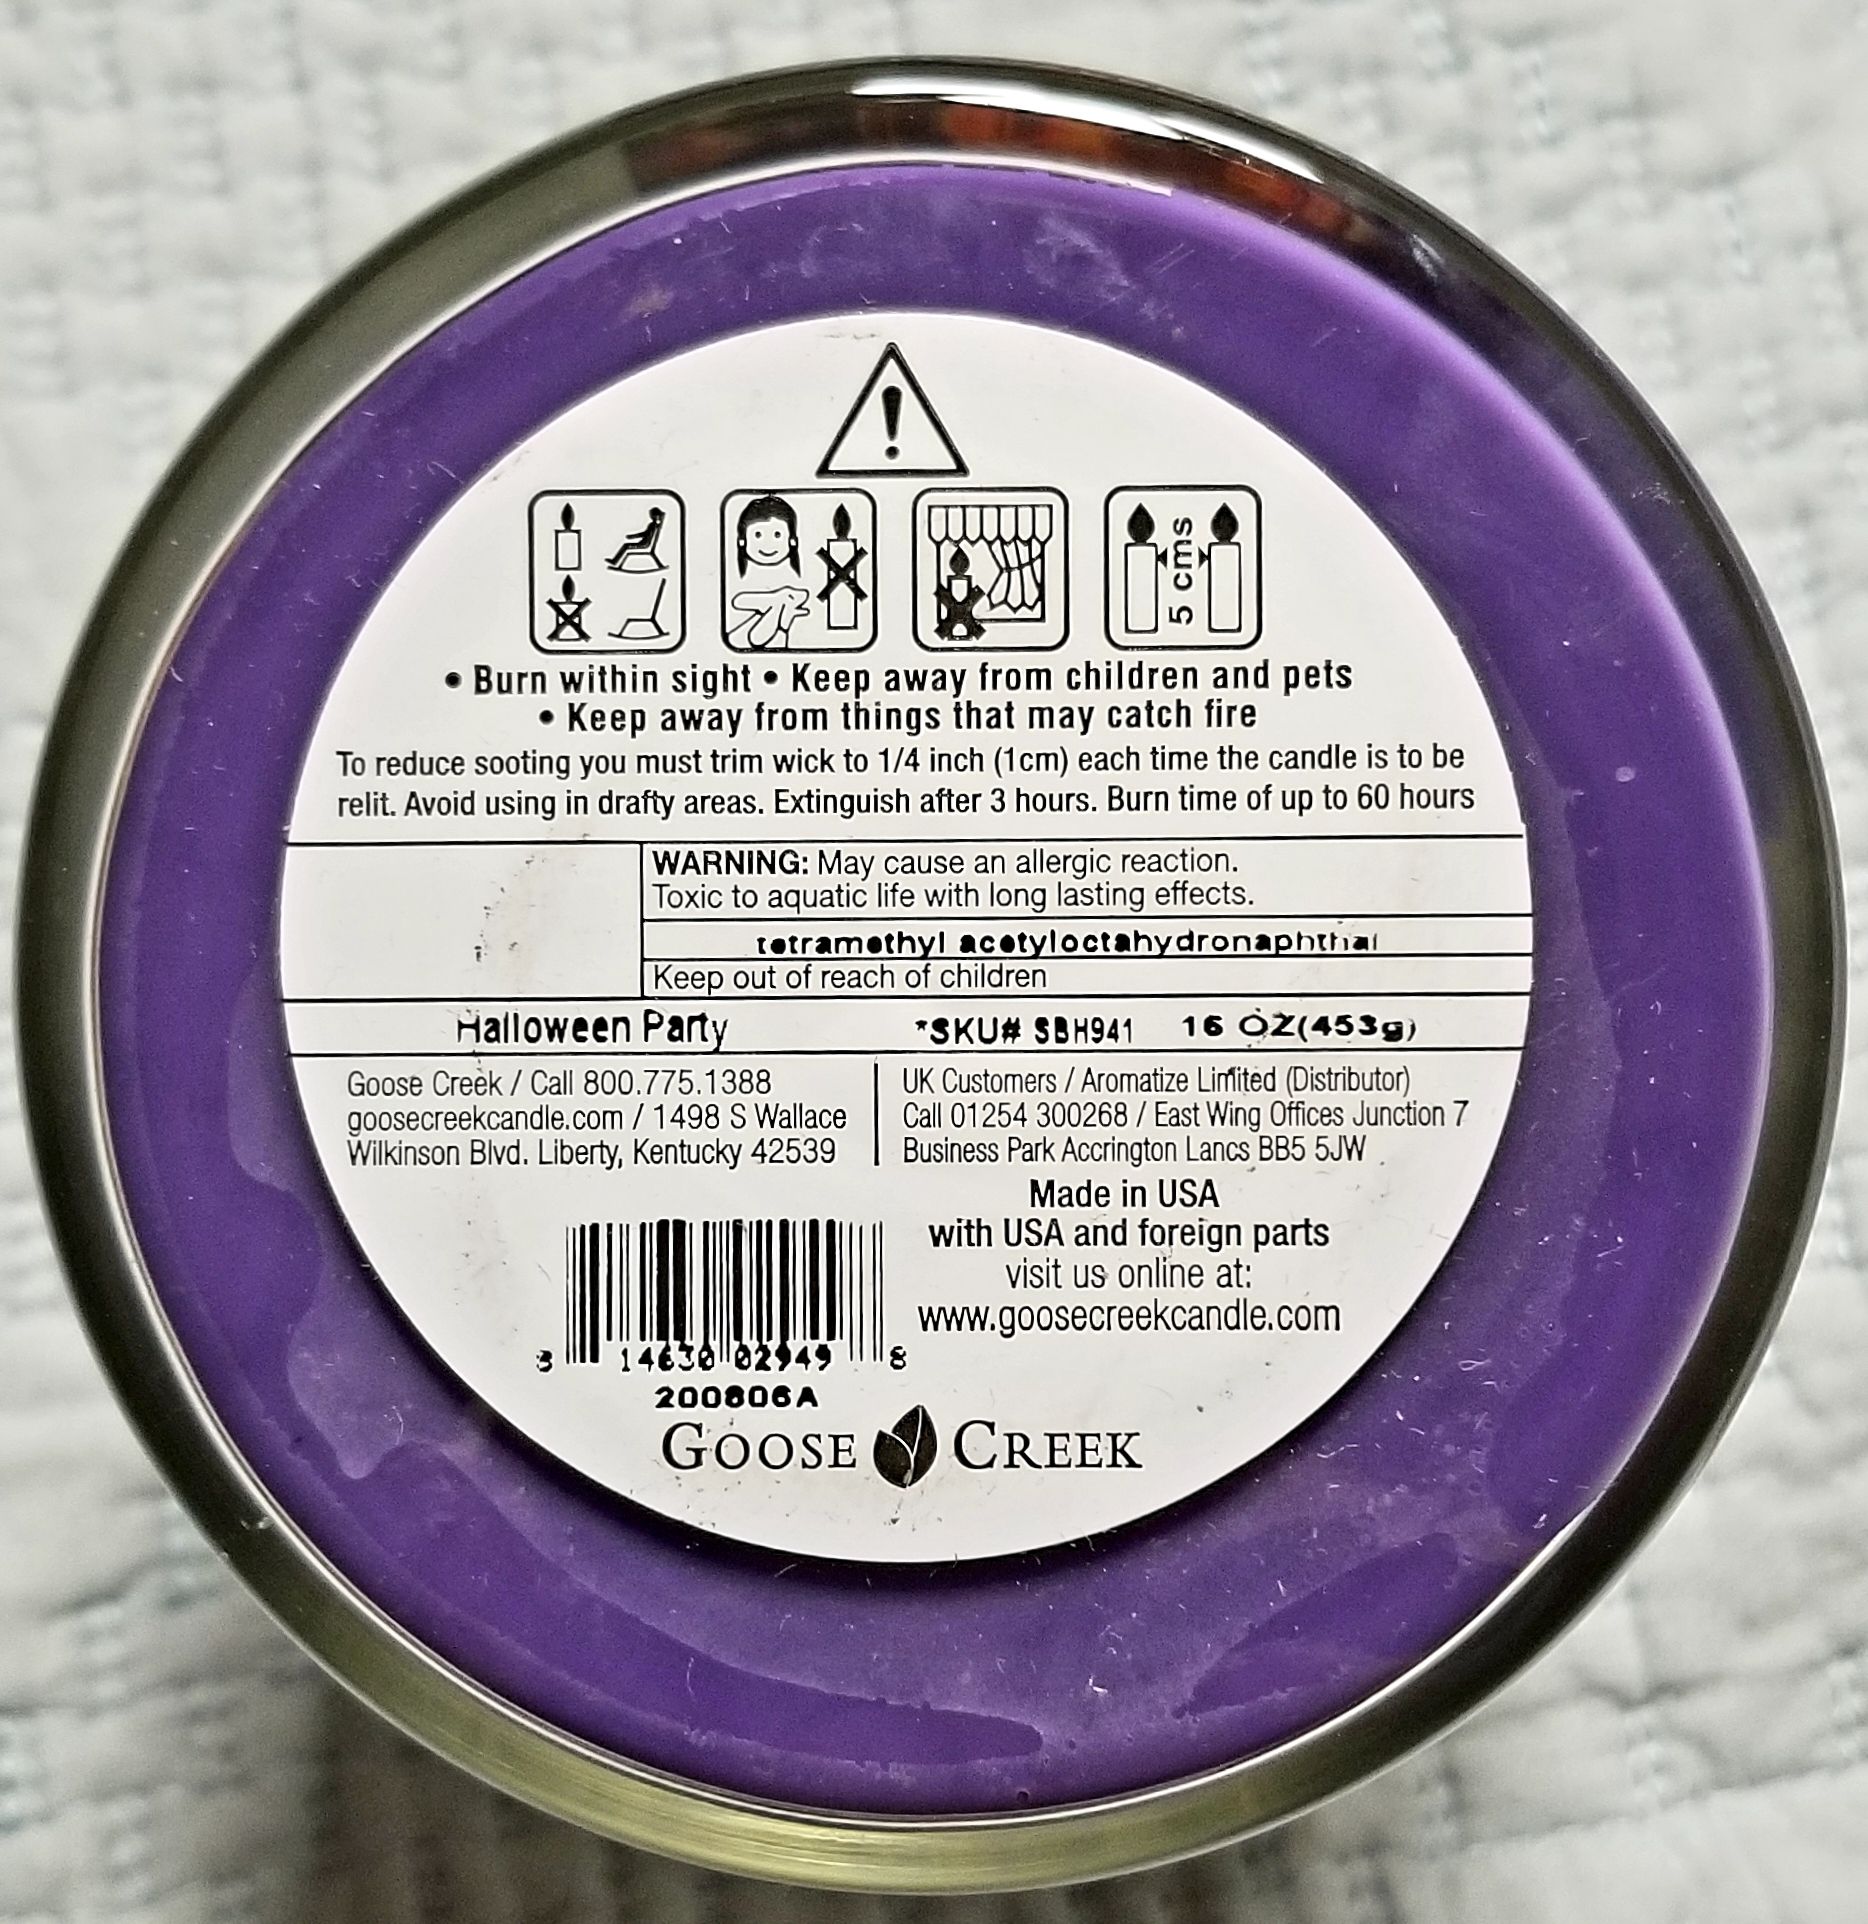 !
5 cms
• Burn within sight • Keep away from children and pets
• Keep away from things that may catch fire
To reduce sooting you must trim wick to 1/4 inch (1cm) each time the candle is to be
relit. Avoid using in drafty areas. Extinguish after 3 hours. Burn time of up to 60 hours
WARNING: May cause an allergic reaction.
Toxic to aquatic life with long lasting effects.
tetramethyl acetyloctahydronaphthal
Keep out of reach of children
Halloween Party *SKU# SBH941 16 OZ(453g)
Goose Creek / Call 800.775.1388
goosecreekcandle.com / 1498 S Wallace
Wilkinson Blvd. Liberty, Kentucky 42539
UK Customers / Aromatize Limited (Distributor)
Call 01254 300268 / East Wing Offices Junction 7
Business Park Accrington Lancs BB5 5JW
Made in USA
with USA and foreign parts
visit us online at:
www.goosecreekcandle.com
8 14630 02949 8
200806A
GOOSE CREEK